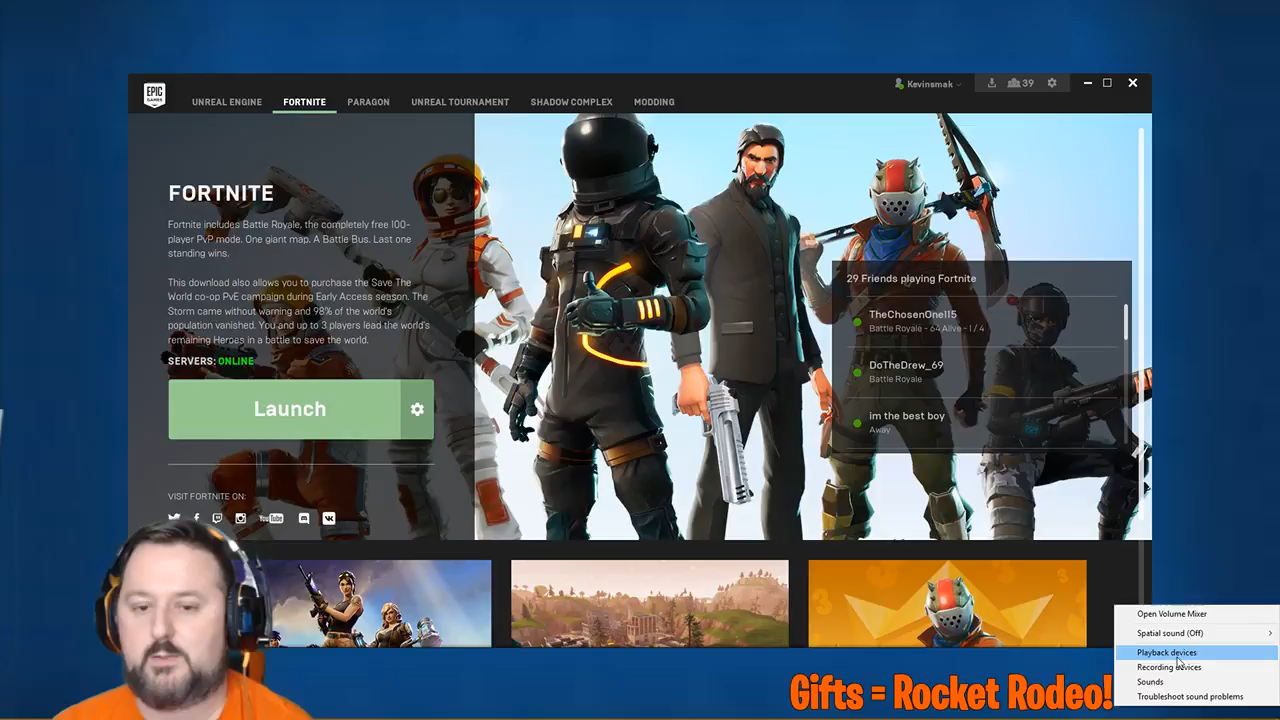 Kevinsmak
39
EPIC
GAMES
UNREAL ENGINE
FORTNITE
PARAGON
UNREAL TOURNAMENT
SHADOW COMPLEX
MODDING
FORTNITE
Fortnite includes Battle Royale, the completely free 100-
player PvP mode. One giant map. A Battle Bus. Last one
standing wins.
This download also allows you to purchase the Save The
World co-op PvE campaign during Early Access season. The
Storm came without warning and 98% of the world's
population vanished. You and up to 3 players lead the world's
remaining Heroes in a battle to save the world.
SERVERS: ONLINE
Launch
VISIT FORTNITE ON:
You Tube
29 Friends playing Fortnite
TheChosenOne115
Battle Royale - 64 Alive - 1 / 4
DoTheDrew_69
Battle Royale
im the best boy
Away
Open Volume Mixer
Spatial sound (Off)
Playback devices
Recording devices
Sounds
Troubleshoot sound problems
Gifts = Rocket Rodeo!